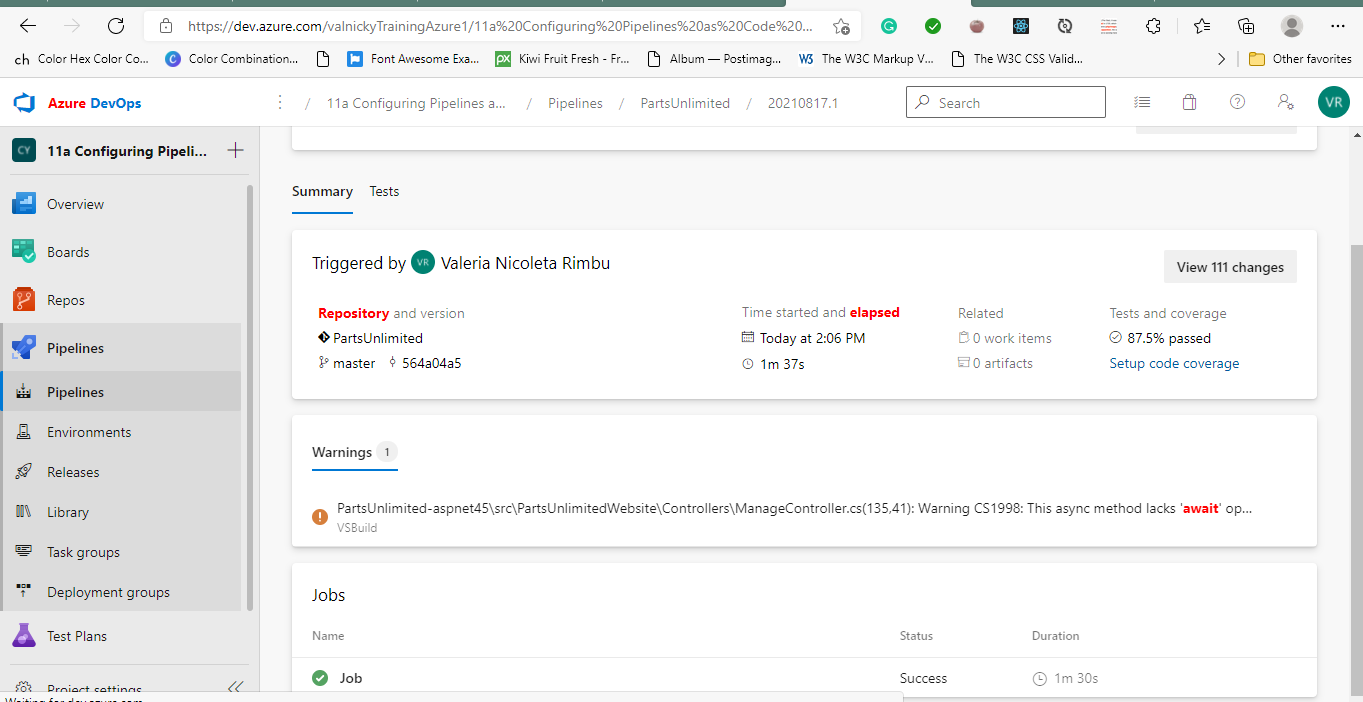 https://dev.azure.com/valnickyTrainingAzure1/11a%20Configuring%20Pipelines%20as%20Code%20...
ch Color Hex Color Co... C Color Combination... Font Awesome Exa... px Kiwi Fruit Fresh - Fr... Album — Postimag... W3 The W3C Markup V... The W3C CSS Valid... Other favorites
Azure DevOps / 11a Configuring Pipelines a... / Pipelines / PartsUnlimited / 20210817.1 Search VR
CY 11a Configuring Pipeli...
Overview
Boards
Repos
Pipelines
Pipelines
Environments
Releases
Library
Task groups
Deployment groups
Test Plans
Project settings
Waiting for dev.azure.com
Summary Tests
Triggered by VR Valeria Nicoleta Rimbu View 111 changes
Repository and version Time started and elapsed Related Tests and coverage
PartsUnlimited Today at 2:06 PM 0 work items 87.5% passed
master 564a04a5 1m 37s 0 artifacts Setup code coverage
Warnings 1
PartsUnlimited-aspnet45\src\PartsUnlimitedWebsite\Controllers\ManageController.cs(135,41): Warning CS1998: This async method lacks 'await' op...
VSBuild
Jobs
Name Status Duration
Job Success 1m 30s